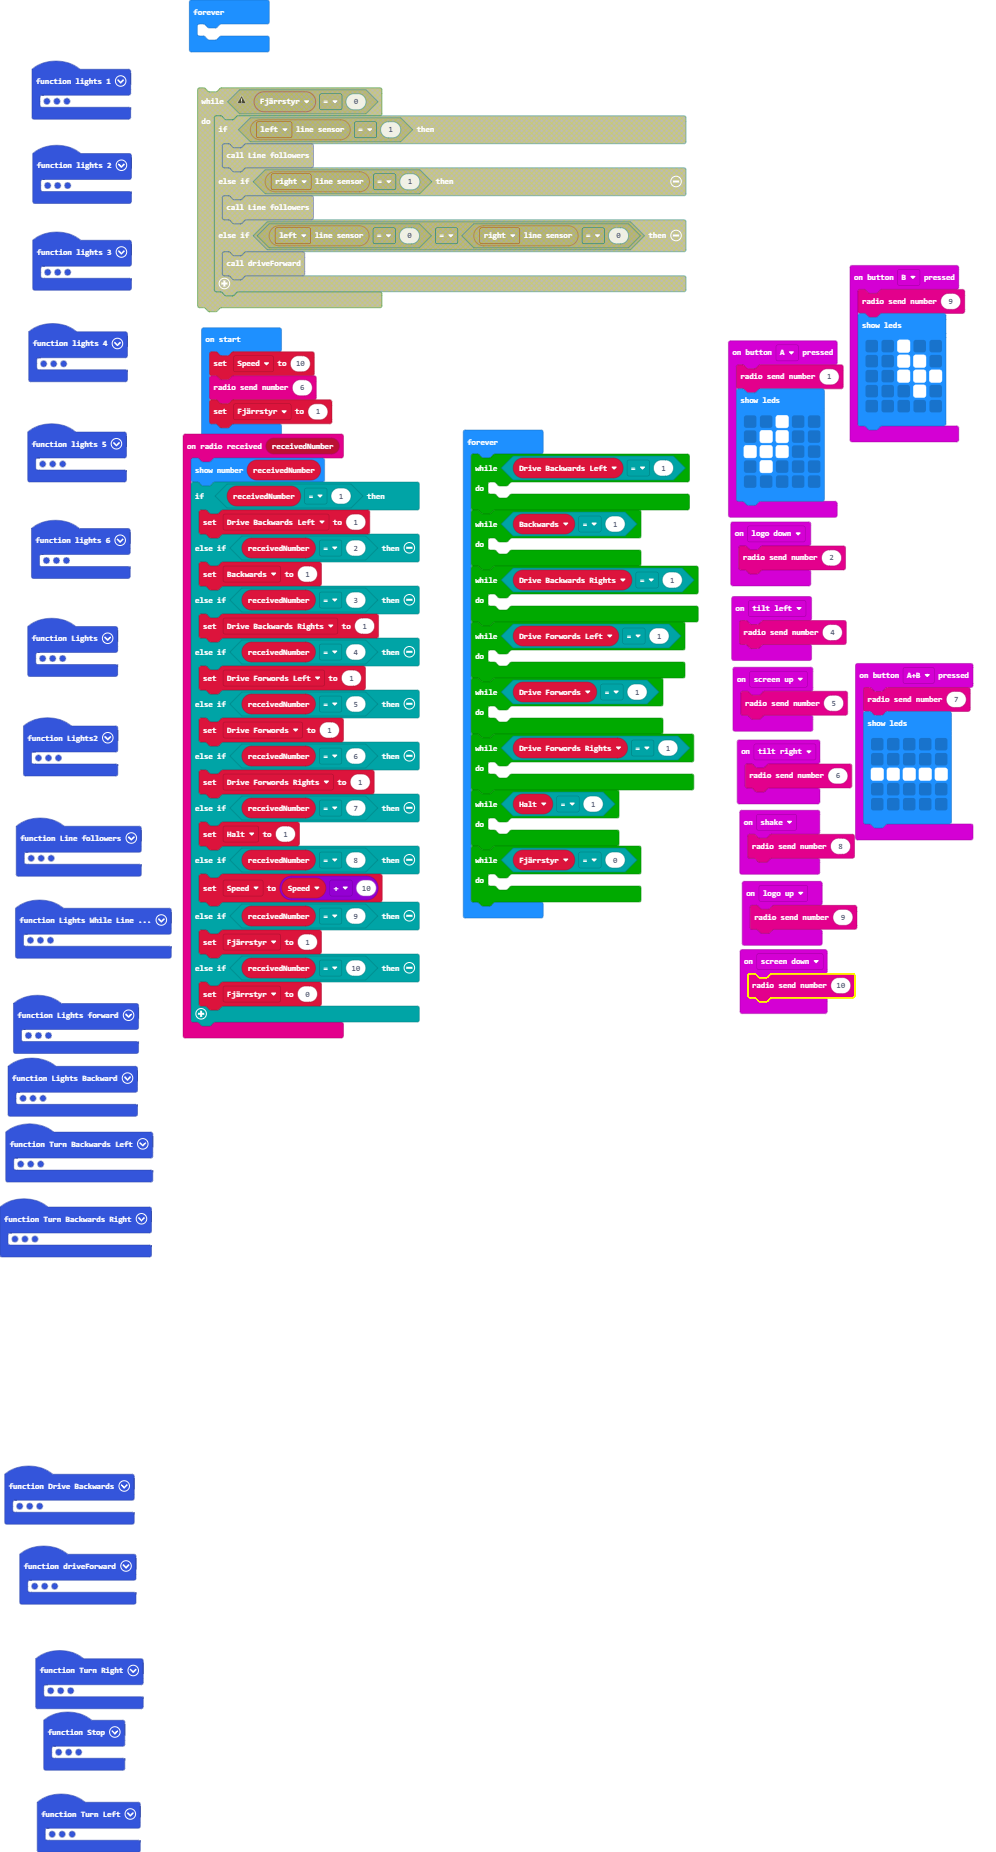 forever
function lights 1
function lights 2
function lights 3
function lights 4
function lights 5
function lights 6
function Lights
function Lights2
function Line followers
function Lights While Line ...
function Lights forward
function Lights Backward
function Turn Backwards Left
function Turn Backwards Right
function Drive Backwards
function driveForward
function Turn Right
function Stop
function Turn Left
while Fjärrstyr = 0
do
if left line sensor = 1 then
call Line followers
else if right line sensor = 1 then
call Line followers
else if left line sensor = 0 = right line sensor = 0 then
call driveForward
on start
set Speed to 10
radio send number 6
set Fjärrstyr to 1
on radio received receivedNumber
show number receivedNumber
if receivedNumber = 1 then
set Drive Backwards Left to 1
else if receivedNumber = 2 then
set Backwards to 1
else if receivedNumber = 3 then
set Drive Backwards Rights to 1
else if receivedNumber = 4 then
set Drive Forwords Left to 1
else if receivedNumber = 5 then
set Drive Forwords to 1
else if receivedNumber = 6 then
set Drive Forwords Rights to 1
else if receivedNumber = 7 then
set Halt to 1
else if receivedNumber = 8 then
set Speed to Speed + 10
else if receivedNumber = 9 then
set Fjärrstyr to 1
else if receivedNumber = 10 then
set Fjärrstyr to 0
forever
while Drive Backwards Left = 1
do
while Backwards = 1
do
while Drive Backwards Rights = 1
do
while Drive Forwords Left = 1
do
while Drive Forwords = 1
do
while Drive Forwords Rights = 1
do
while Halt = 1
do
while Fjärrstyr = 0
do
on button B pressed
radio send number 9
show leds
on button A pressed
radio send number 1
show leds
on logo down
radio send number 2
on tilt left
radio send number 4
on screen up
radio send number 5
on button A+B pressed
radio send number 7
show leds
on tilt right
radio send number 6
on shake
radio send number 8
on logo up
radio send number 9
on screen down
radio send number 10